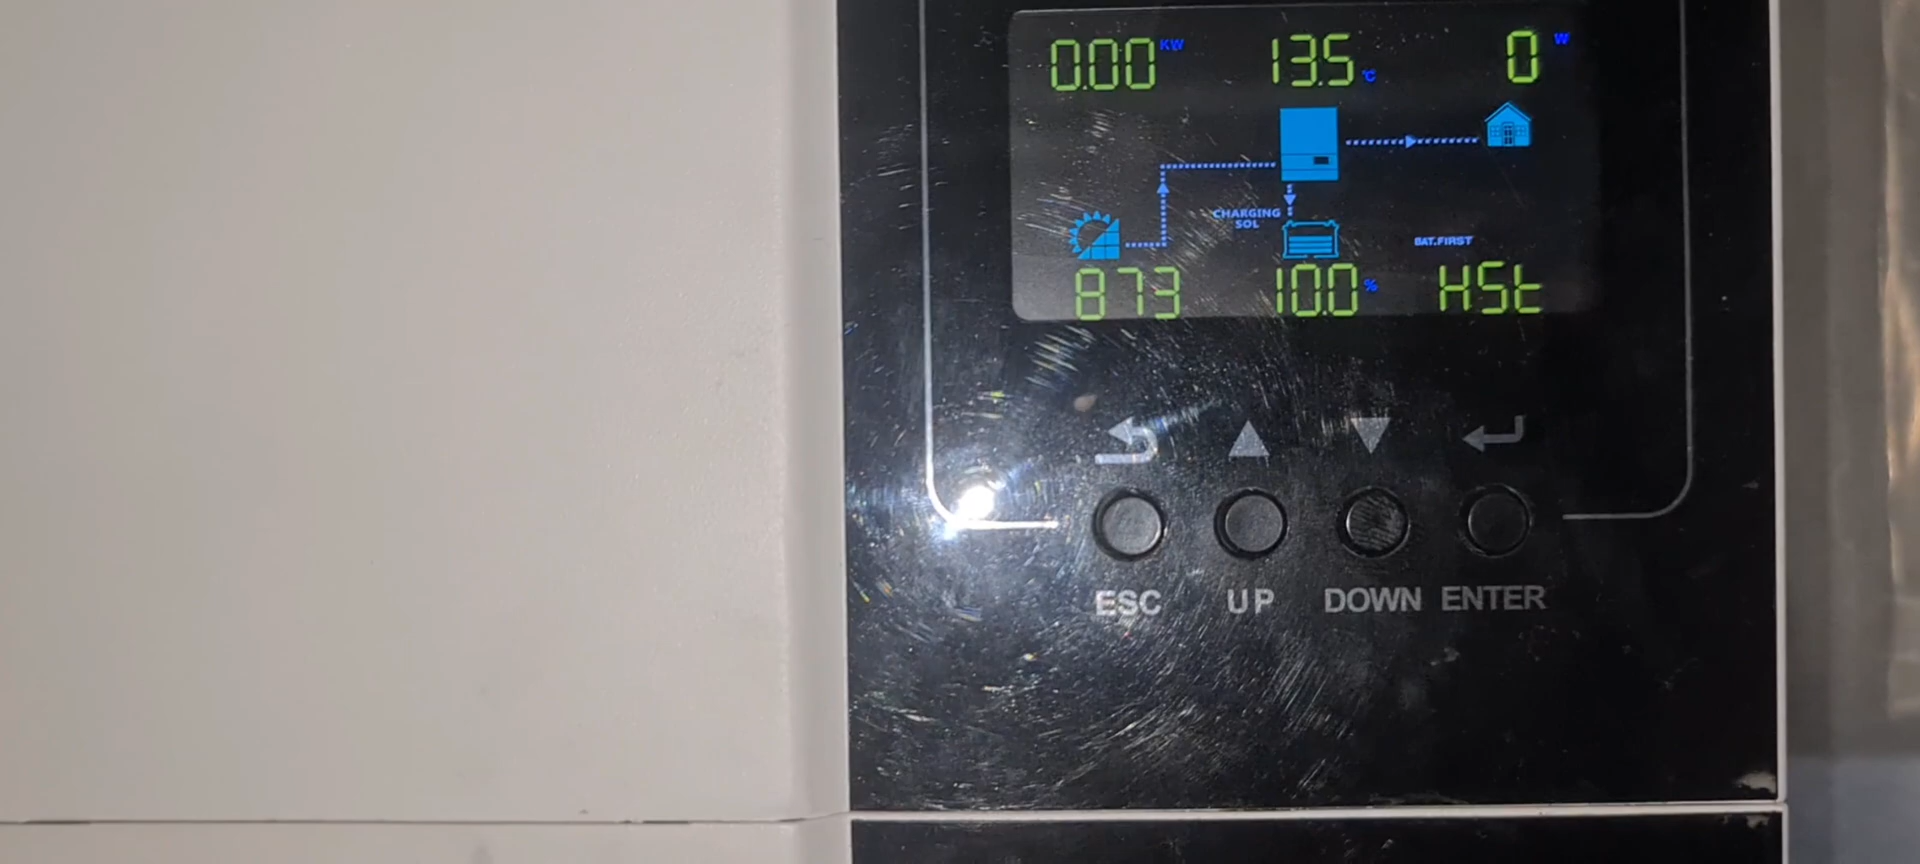 0.00 KW 13.5 ℃ 0 W
CHARGING
SOL
BAT.FIRST
873 100 % HSt
ESC UP DOWN ENTER